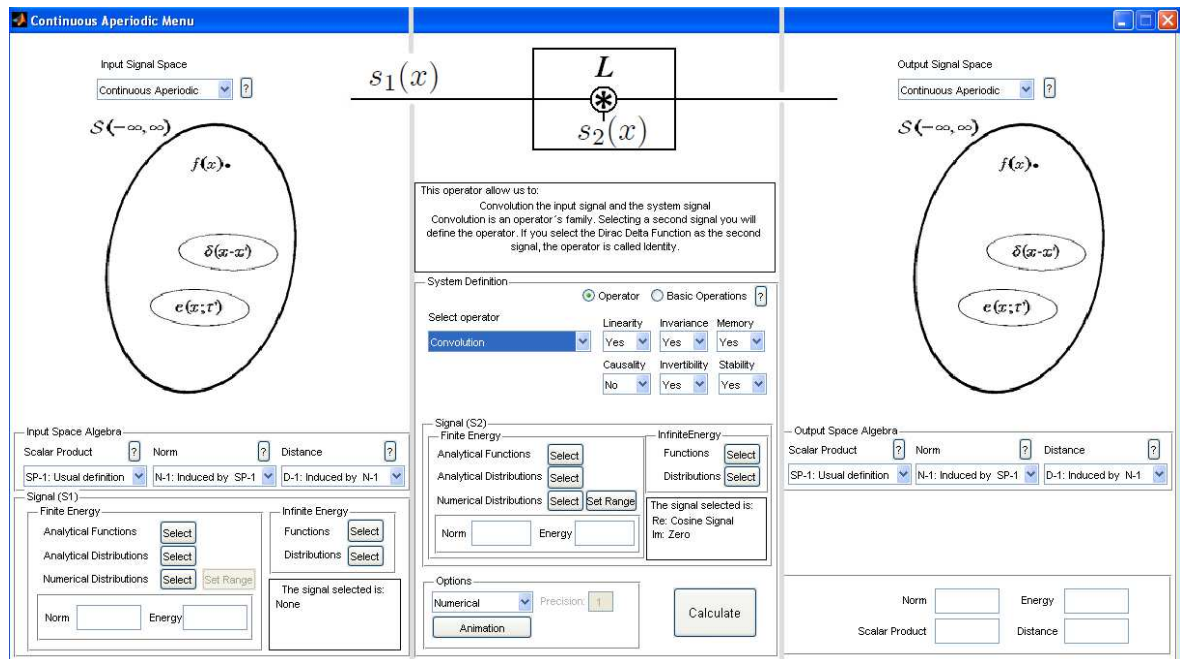 Continuous Aperiodic Menu
Input Signal Space
Continuous Aperiodic ?
S(-∞, ∞)
f(x)
δ(x-x')
e(x;τ')
Input Space Algebra
Scalar Product ? Norm ? Distance ?
SP-1: Usual definition N-1: Induced by SP-1 D-1: Induced by N-1
Signal (S1)
Finite Energy
Analytical Functions Select
Analytical Distributions Select
Numerical Distributions Select Set Range
Norm Energy
Infinite Energy
Functions Select
Distributions Select
The signal selected is:
None
s1(x)
L
s2(x)
This operator allow us to:
Convolution the input signal and the system signal
Convolution is an operator´s family. Selecting a second signal you will
define the operator. If you select the Dirac Delta Function as the second
signal, the operator is called Identity.
System Definition
Operator Basic Operations ?
Select operator
Convolution
Linearity Invariance Memory
Yes Yes Yes
Causality Invertibility Stability
No Yes Yes
Signal (S2)
Finite Energy
Analytical Functions Select
Analytical Distributions Select
Numerical Distributions Select Set Range
Norm Energy
InfiniteEnergy
Functions Select
Distributions Select
The signal selected is:
Re: Cosine Signal
Im: Zero
Options
Numerical Precision: 1
Animation
Calculate
Output Signal Space
Continuous Aperiodic ?
S(-∞, ∞)
f(x)
δ(x-x')
e(x;τ')
Output Space Algebra
Scalar Product ? Norm ? Distance ?
SP-1: Usual definition N-1: Induced by SP-1 D-1: Induced by N-1
Norm Energy
Scalar Product Distance